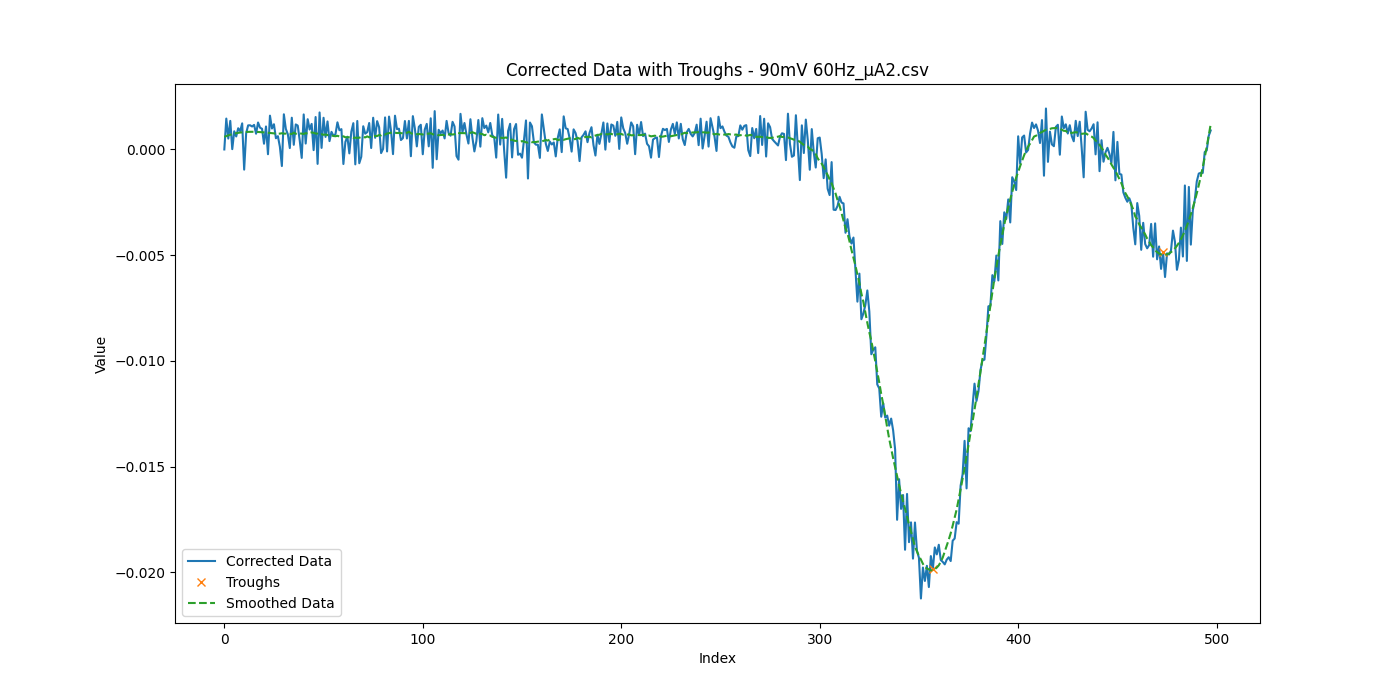 Corrected Data with Troughs - 90mV 60Hz_µA2.csv
0.000
−0.005
−0.010
−0.015
−0.020
Value
Corrected Data
Troughs
Smoothed Data
0 100 200 300 400 500
Index